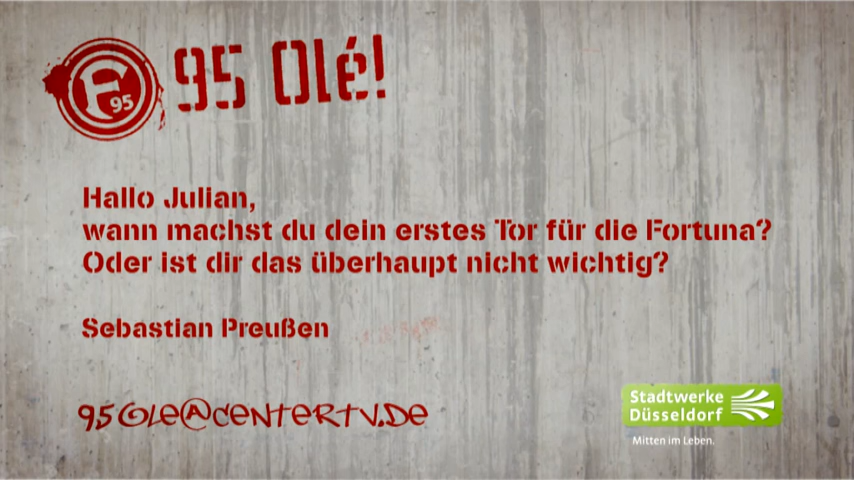 F 95
95 Olé!
Hallo Julian,
wann machst du dein erstes Tor für die Fortuna?
Oder ist dir das überhaupt nicht wichtig?
Sebastian Preußen
95OLE@CENTERTV.DE
Stadtwerke
Düsseldorf
Mitten im Leben.